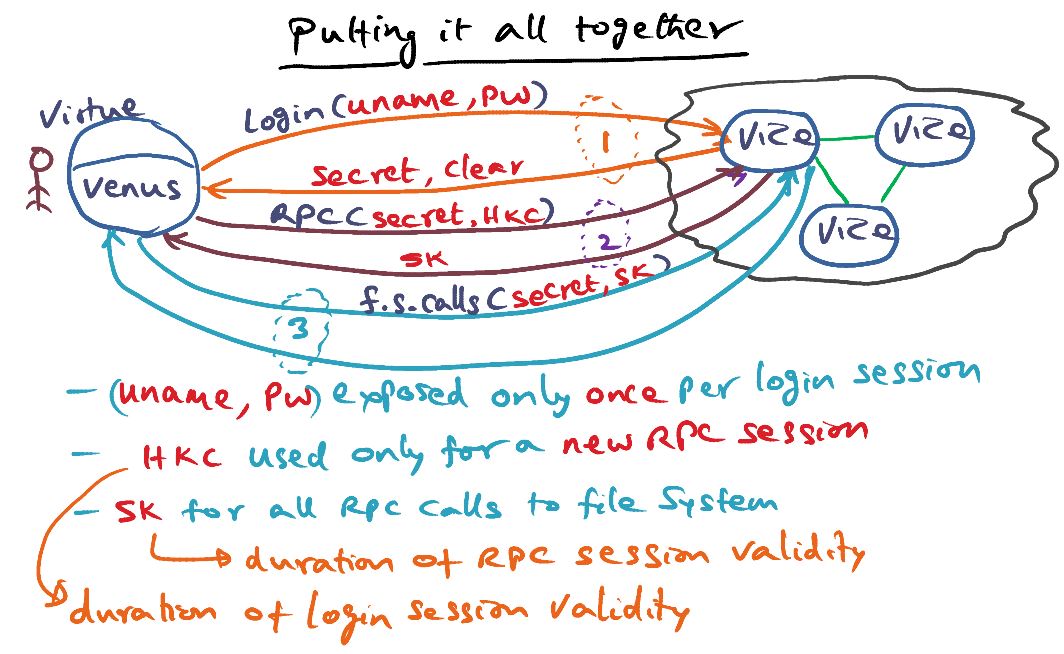 Putting it all together
Virtue
Login (uname, pw)
1
Vice
Vice
Venus
secret, clear
RPC (secret, HKC)
2
Vice
SK
f.s.calls (secret, SK)
3
- (uname, pw) exposed only once per login session
- HKC used only for a new RPC session
- SK for all RPC calls to file System
duration of RPC session validity
duration of login session validity